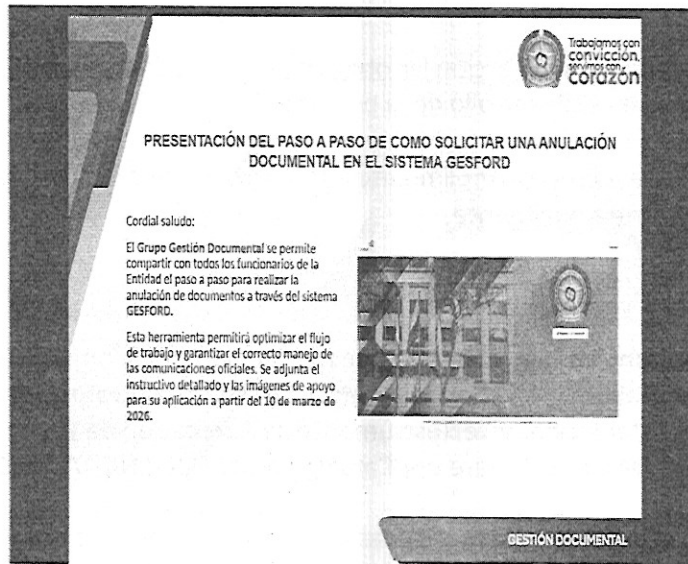 Trabajamos con
convicción,
servimos con
corazón
PRESENTACIÓN DEL PASO A PASO DE COMO SOLICITAR UNA ANULACIÓN
DOCUMENTAL EN EL SISTEMA GESFORD
Cordial saludo:
El Grupo Gestión Documental se permite
compartir con todos los funcionarios de la
Entidad el paso a paso para realizar la
anulación de documentos a través del sistema
GESFORD.
Esta herramienta permitirá optimizar el flujo
de trabajo y garantizar el correcto manejo de
las comunicaciones oficiales. Se adjunta el
instructivo detallado y las imágenes de apoyo
para su aplicación a partir del 10 de marzo de
2026.
GESTIÓN DOCUMENTAL